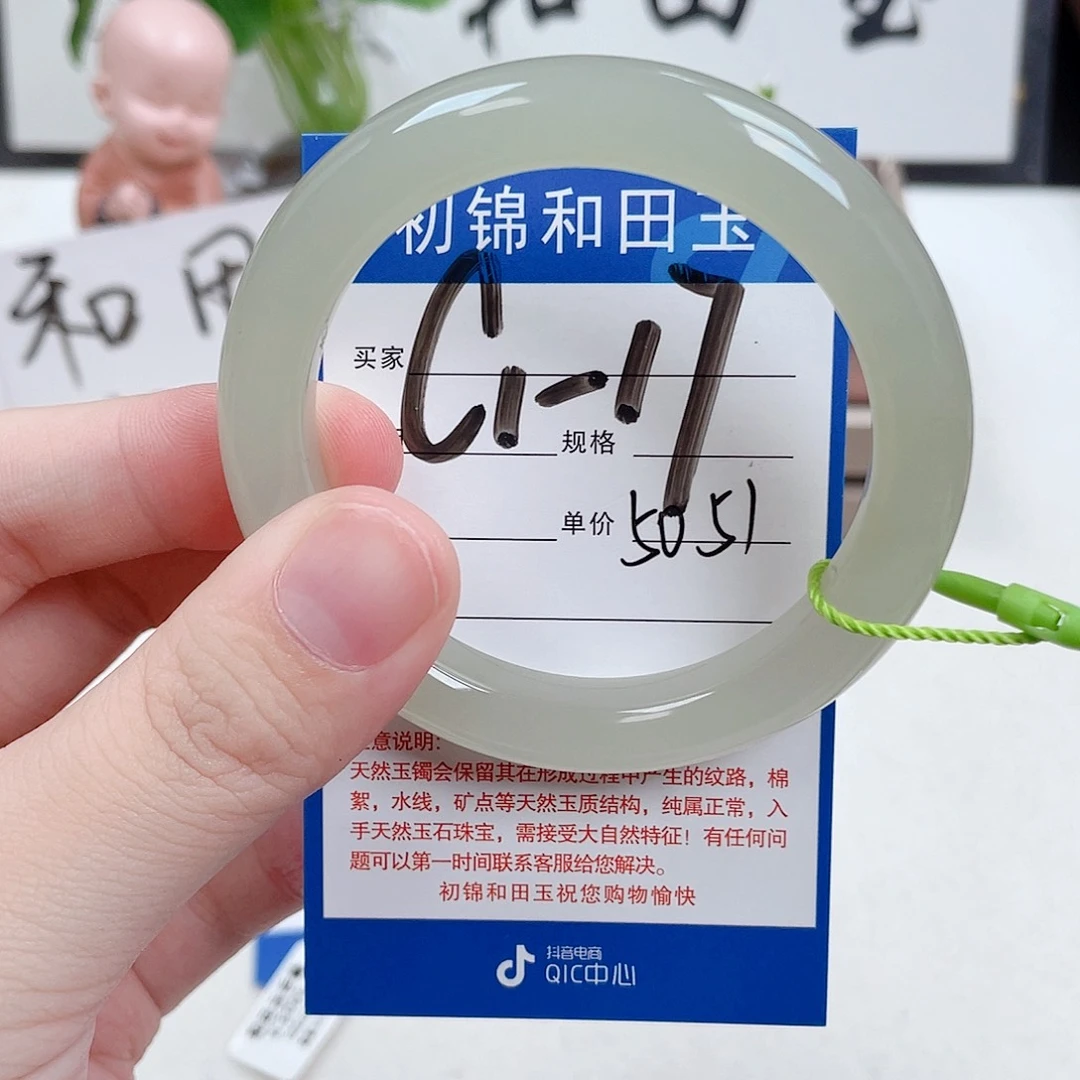 和田玉
和田
初锦和田玉
C1-17
买家
规格
单价 5051
注意说明:
天然玉镯会保留其在形成过程中产生的纹路，棉
絮，水线，矿点等天然玉质结构，纯属正常，入
手天然玉石珠宝，需接受大自然特征！有任何问
题可以第一时间联系客服给您解决。
初锦和田玉祝您购物愉快
抖音电商
QIC中心